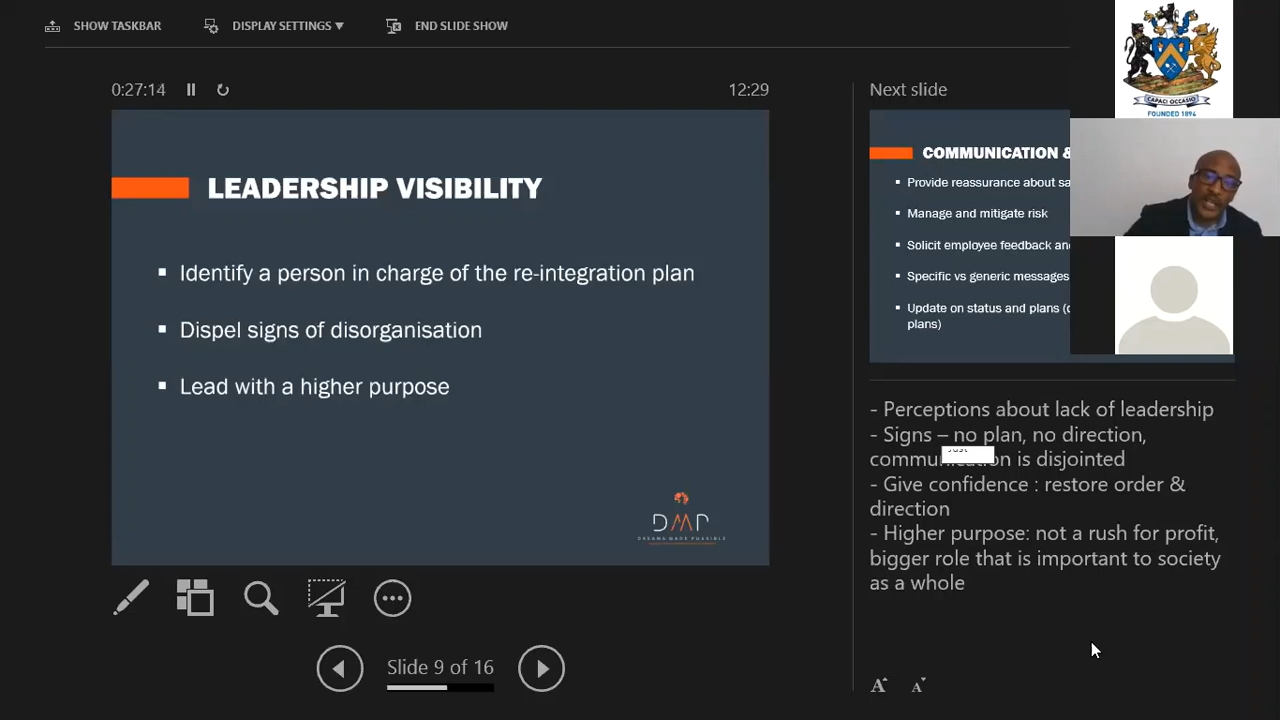 SHOW TASKBAR
DISPLAY SETTINGS
END SLIDE SHOW
0:27:14
12:29
LEADERSHIP VISIBILITY
Identify a person in charge of the re-integration plan
Dispel signs of disorganisation
Lead with a higher purpose
DMP
DREAMS MADE POSSIBLE
Slide 9 of 16
Next slide
COMMUNICATION &
Provide reassurance about sa
Manage and mitigate risk
Solicit employee feedback an
Specific vs generic messages
Update on status and plans (
plans)
CAPACI OCCASIO
FOUNDED 1894
- Perceptions about lack of leadership
- Signs – no plan, no direction,
communication is disjointed
- Give confidence : restore order &
direction
- Higher purpose: not a rush for profit,
bigger role that is important to society
as a whole
A A